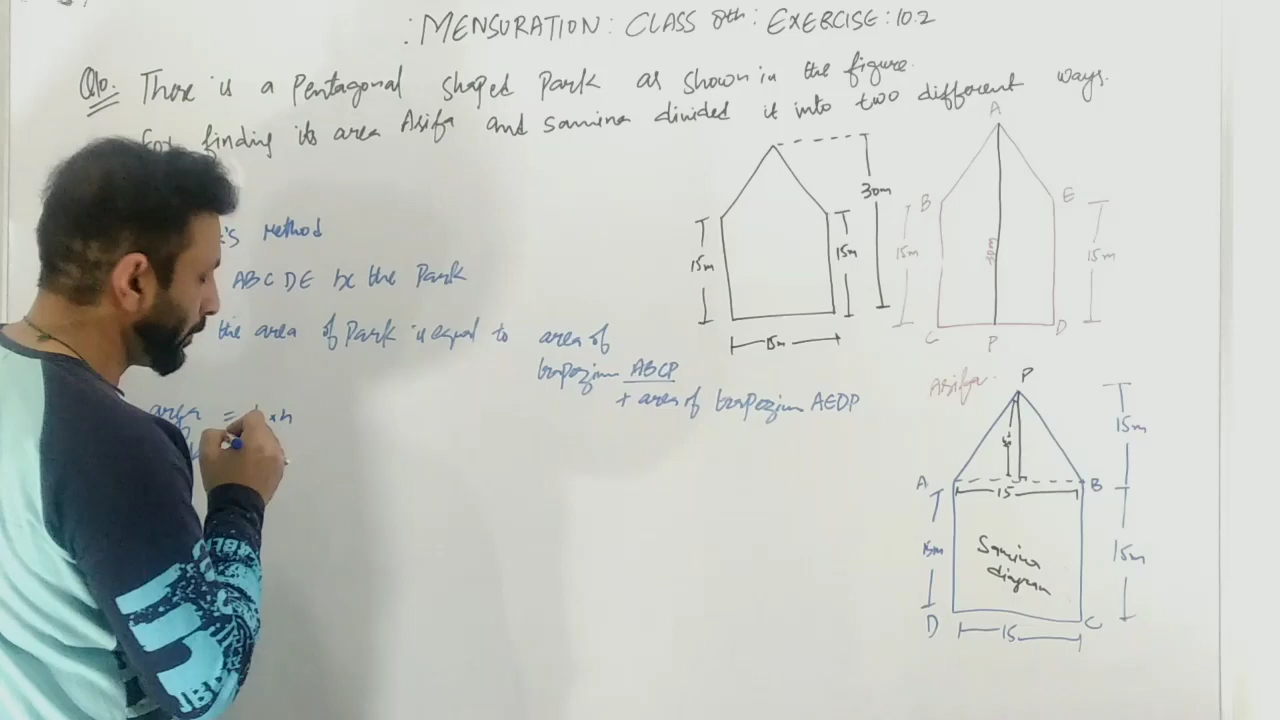 : MENSURATION : CLASS 8th : EXERCISE : 10.2
Q10. There is a Pentagonal shaped Park as shown in the figure.
For finding its area Asifa and Samina divided it into two different ways.
's Method
ABCDE be the Park
the area of Park is equal to area of
trapezium ABCP
+ area of trapezium AEDP
area = × h
30m
15m
15m
15m
A
B
E
15m
30m
15m
C
P
D
Asifa
P
15m
15
A
B
15
15m
Samina
diagram
15m
D
15
C